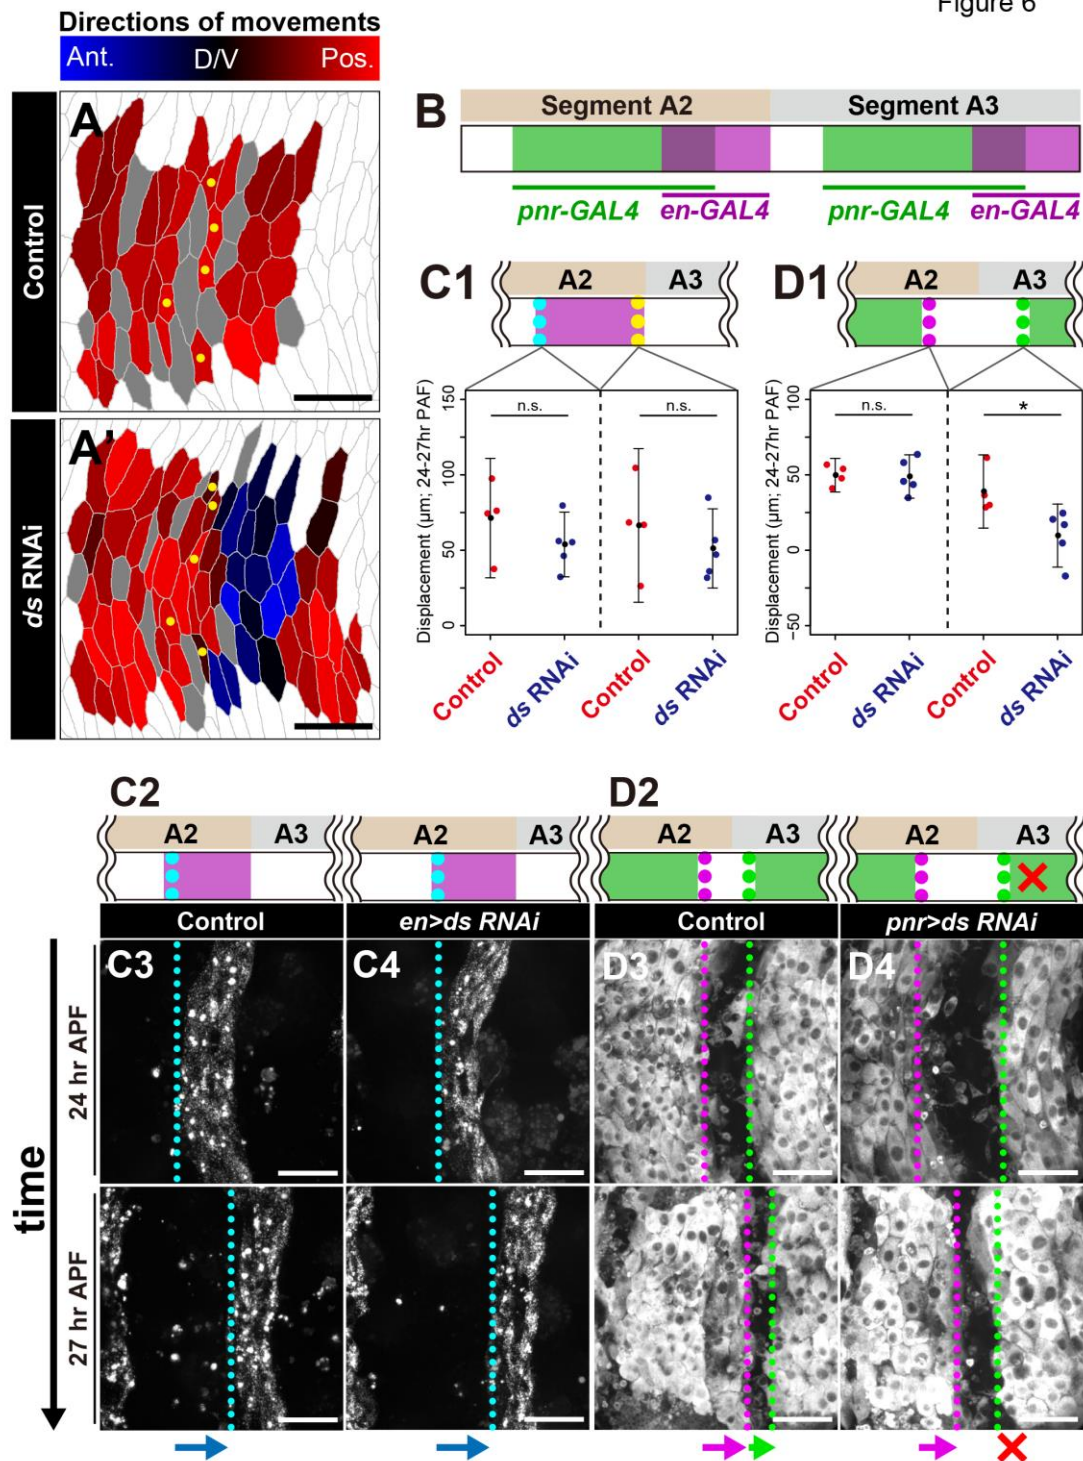 Figure 6
Directions of movements
Ant. D/V Pos.
A
Control
A'
ds RNAi
B
Segment A2 Segment A3
pnr-GAL4 en-GAL4 pnr-GAL4 en-GAL4
C1
A2 A3
Displacement (µm; 24-27hr PAF)
150
100
50
0
n.s. n.s.
Control ds RNAi Control ds RNAi
D1
A2 A3
Displacement (µm; 24-27hr PAF)
100
50
0
−50
n.s. *
Control ds RNAi Control ds RNAi
C2
A2 A3 A2 A3
Control en>ds RNAi
D2
A2 A3 A2 A3
Control pnr>ds RNAi
time
24 hr APF
C3 C4 D3 D4
27 hr APF